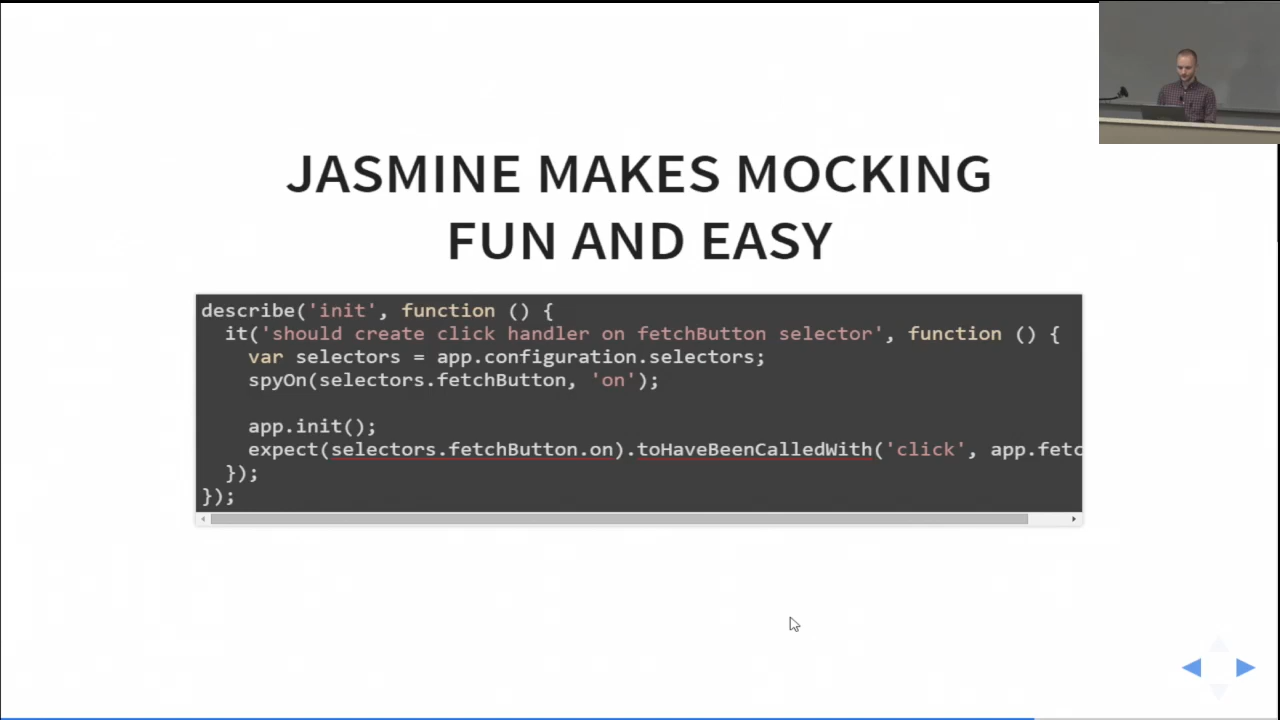 JASMINE MAKES MOCKING
FUN AND EASY
describe('init', function () {
  it('should create click handler on fetchButton selector', function () {
    var selectors = app.configuration.selectors;
    spyOn(selectors.fetchButton, 'on');

    app.init();
    expect(selectors.fetchButton.on).toHaveBeenCalledWith('click', app.fetc
  });
});